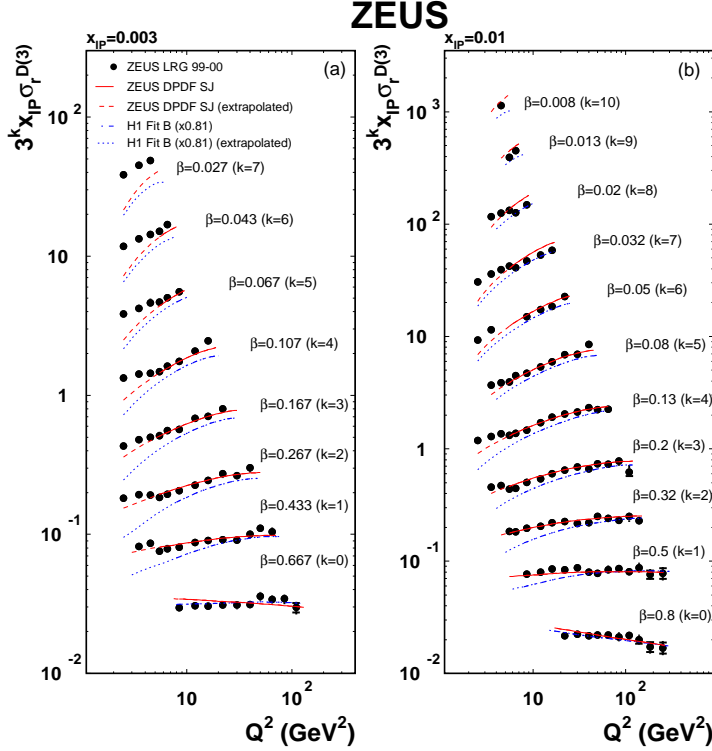 ZEUS
x_IP=0.003
(a)
3^k x_IP σ_r^D(3)
ZEUS LRG 99-00
ZEUS DPDF SJ
ZEUS DPDF SJ (extrapolated)
H1 Fit B (x0.81)
H1 Fit B (x0.81) (extrapolated)
β=0.027 (k=7)
β=0.043 (k=6)
β=0.067 (k=5)
β=0.107 (k=4)
β=0.167 (k=3)
β=0.267 (k=2)
β=0.433 (k=1)
β=0.667 (k=0)
10^2
10
1
10^-1
10^-2
10
10^2
Q^2 (GeV^2)
x_IP=0.01
(b)
3^k x_IP σ_r^D(3)
β=0.008 (k=10)
β=0.013 (k=9)
β=0.02 (k=8)
β=0.032 (k=7)
β=0.05 (k=6)
β=0.08 (k=5)
β=0.13 (k=4)
β=0.2 (k=3)
β=0.32 (k=2)
β=0.5 (k=1)
β=0.8 (k=0)
10^3
10^2
10
1
10^-1
10^-2
10
10^2
Q^2 (GeV^2)